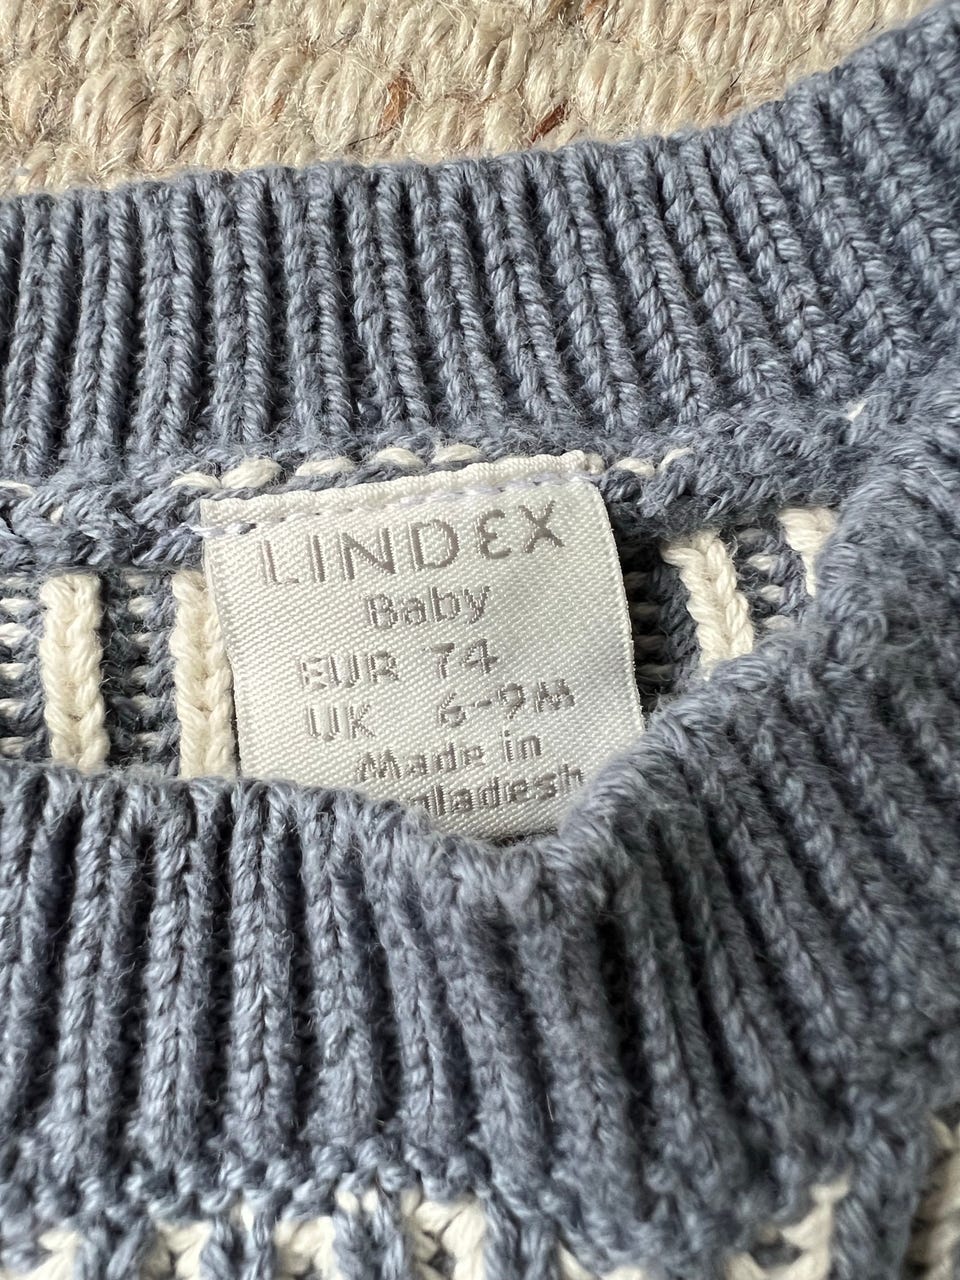 LINDEX
Baby
EUR 74
UK 6-9M
Made in